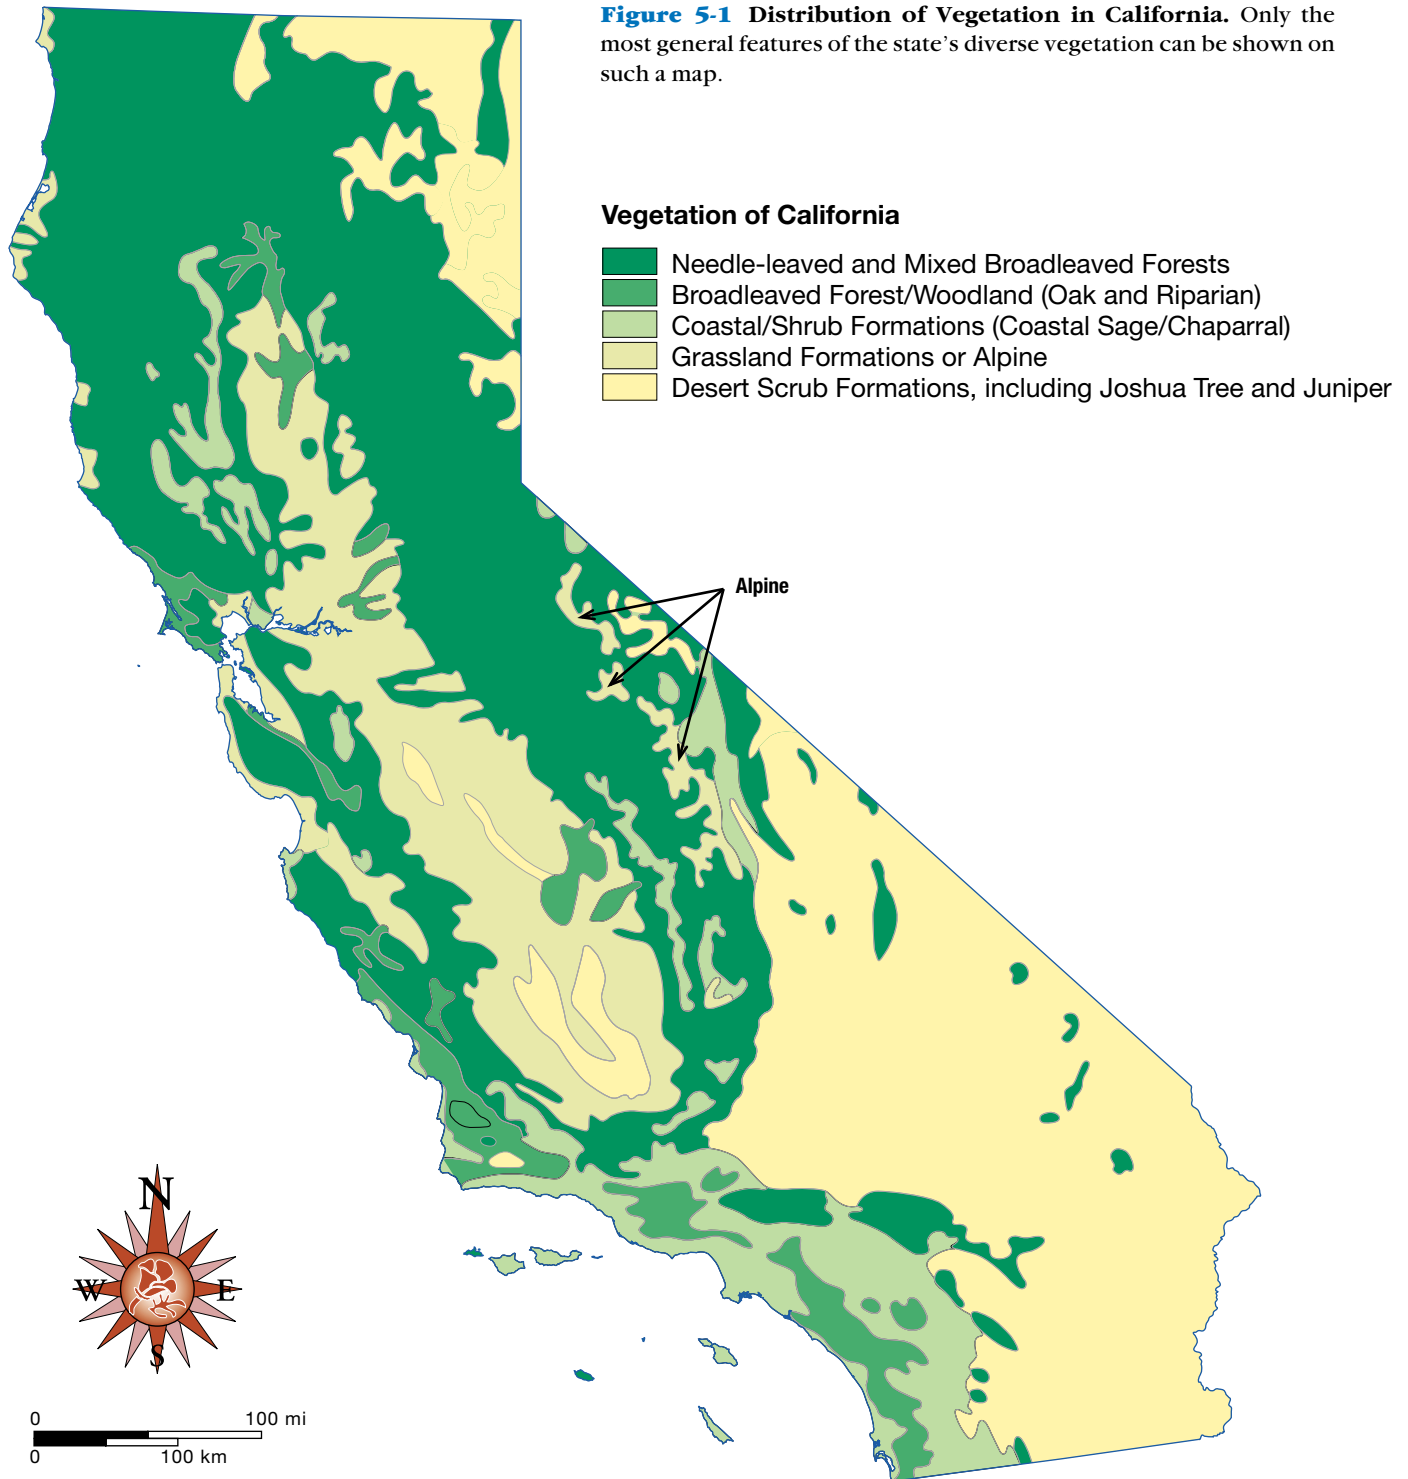 Figure 5-1 Distribution of Vegetation in California. Only the
most general features of the state's diverse vegetation can be shown on
such a map.
Vegetation of California
Needle-leaved and Mixed Broadleaved Forests
Broadleaved Forest/Woodland (Oak and Riparian)
Coastal/Shrub Formations (Coastal Sage/Chaparral)
Grassland Formations or Alpine
Desert Scrub Formations, including Joshua Tree and Juniper
Alpine
N
W E
S
0 100 mi
0 100 km